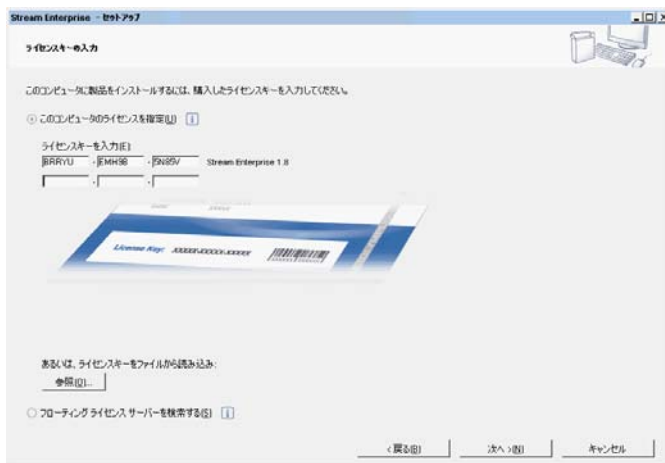 Stream Enterprise - セットアップ
ライセンスキーの入力
このコンピュータに製品をインストールするには、購入したライセンスキーを入力してください。
このコンピュータのライセンスを指定(U)
ライセンスキーを入力(E)
BRRYU - EMH98 - 5N85V Stream Enterprise 1.8
- -
License Key: XXXXX-XXXXX-XXXXX
あるいは、ライセンスキーをファイルから読み込み:
参照(O)...
フローティング ライセンス サーバーを検索する(S)
< 戻る(B) 次へ >(N) キャンセル